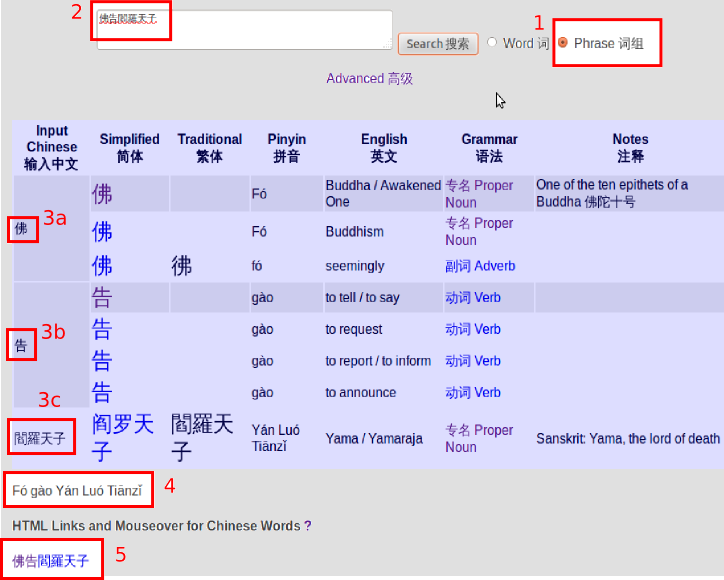 2
佛告閻羅天子
1
Search 搜索 Word 词 Phrase 词组
Advanced 高级
Input Chinese 输入中文 Simplified 简体 Traditional 繁体 Pinyin 拼音 English 英文 Grammar 语法 Notes 注释
3a
佛 佛 Fó Buddha / Awakened One 专名 Proper Noun One of the ten epithets of a Buddha 佛陀十号
佛 Fó Buddhism 专名 Proper Noun
佛 彿 fó seemingly 副词 Adverb
3b
告 告 gào to tell / to say 动词 Verb
告 gào to request 动词 Verb
告 gào to report / to inform 动词 Verb
告 gào to announce 动词 Verb
3c
閻羅天子 阎罗天子 閻羅天子 Yán Luó Tiānzǐ Yama / Yamaraja 专名 Proper Noun Sanskrit: Yama, the lord of death
Fó gào Yán Luó Tiānzǐ 4
HTML Links and Mouseover for Chinese Words ?
佛告閻羅天子 5